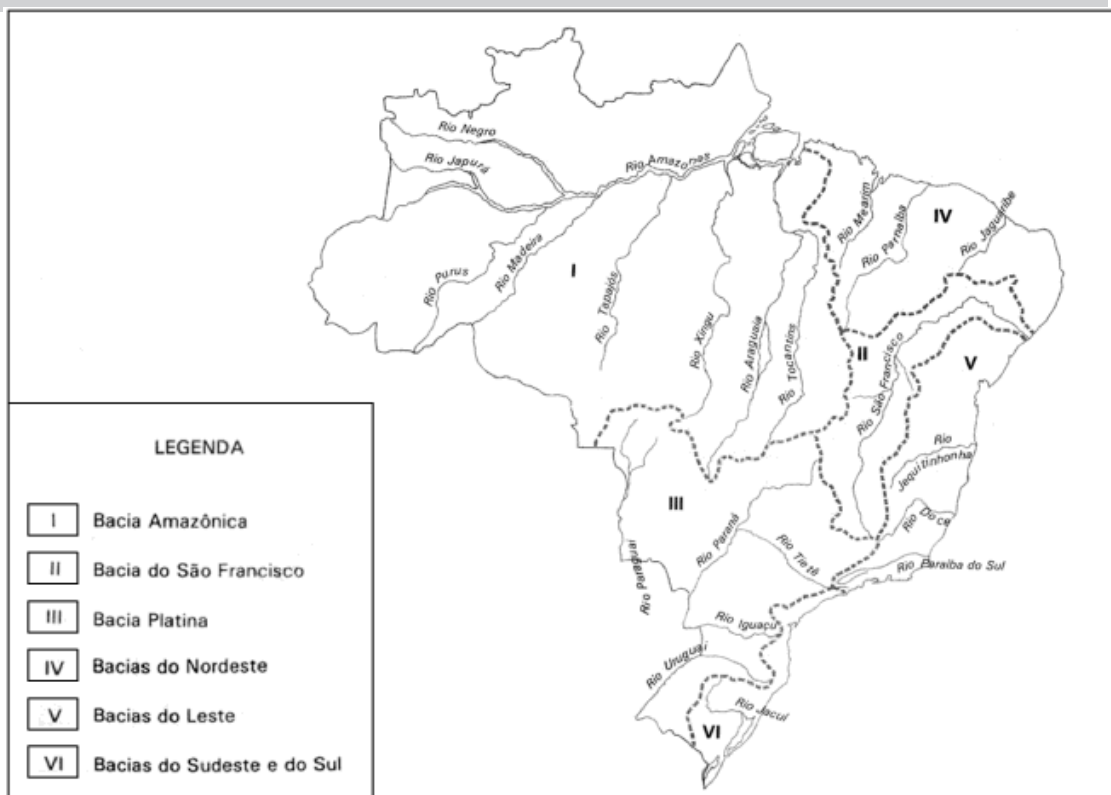 Rio Negro
Rio Japurá
Rio Amazonas
Rio Purus
Rio Madeira
I
Rio Tapajós
Rio Xingu
Rio Araguaia
Rio Tocantins
Rio Mearim
Rio Parnaíba
IV
Rio Jaguaribe
II
Rio São Francisco
V
Rio
Jequitinhonha
Rio Doce
Rio Paraíba do Sul
III
Rio Paraná
Rio Tietê
Rio Paraguai
Rio Iguaçu
Rio Uruguai
Rio Jacuí
VI
LEGENDA
I Bacia Amazônica
II Bacia do São Francisco
III Bacia Platina
IV Bacias do Nordeste
V Bacias do Leste
VI Bacias do Sudeste e do Sul